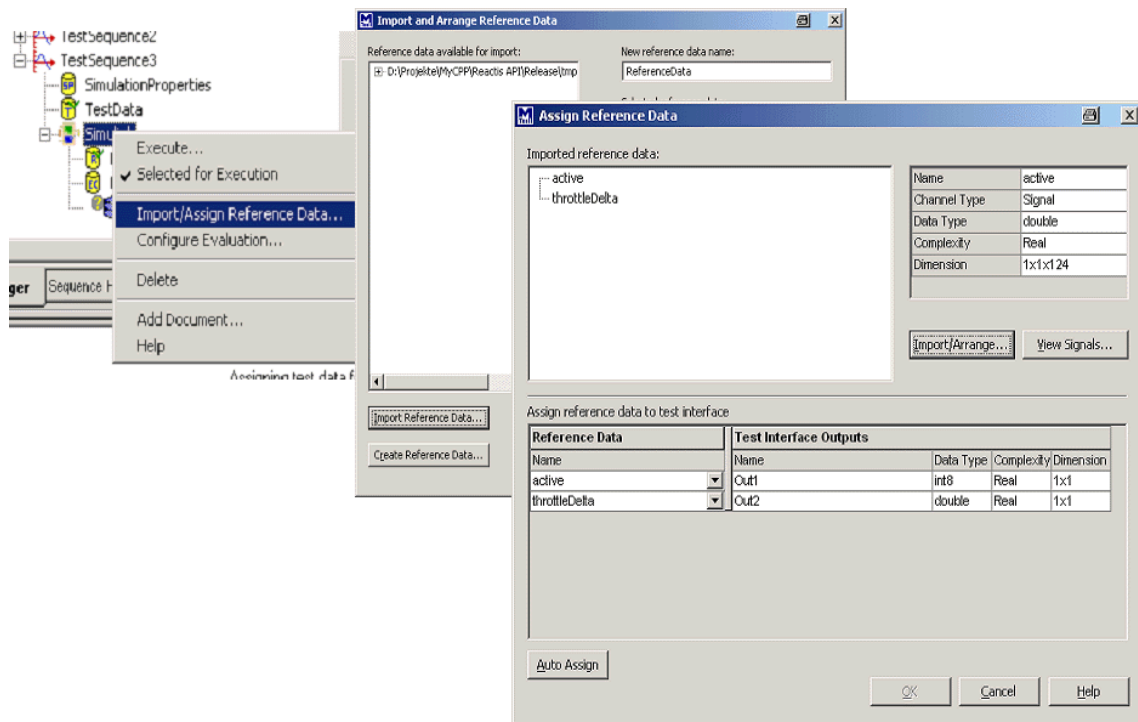 TestSequence2
TestSequence3
SimulationProperties
TestData
Execute...
Selected for Execution
Import/Assign Reference Data...
Configure Evaluation...
Delete
Add Document...
Help
Sequence
Import and Arrange Reference Data
Reference data available for import:
D:\Projekte\MyCPP\Reactis API\Release\tmp
New reference data name:
ReferenceData
Import Reference Data...
Create Reference Data...
Assign Reference Data
Imported reference data:
active
throttleDelta
Name active
Channel Type Signal
Data Type double
Complexity Real
Dimension 1x1x124
Import/Arrange... View Signals...
Assign reference data to test interface
Reference Data Test Interface Outputs
Name Name Data Type Complexity Dimension
active Out1 int8 Real 1x1
throttleDelta Out2 double Real 1x1
Auto Assign
OK Cancel Help